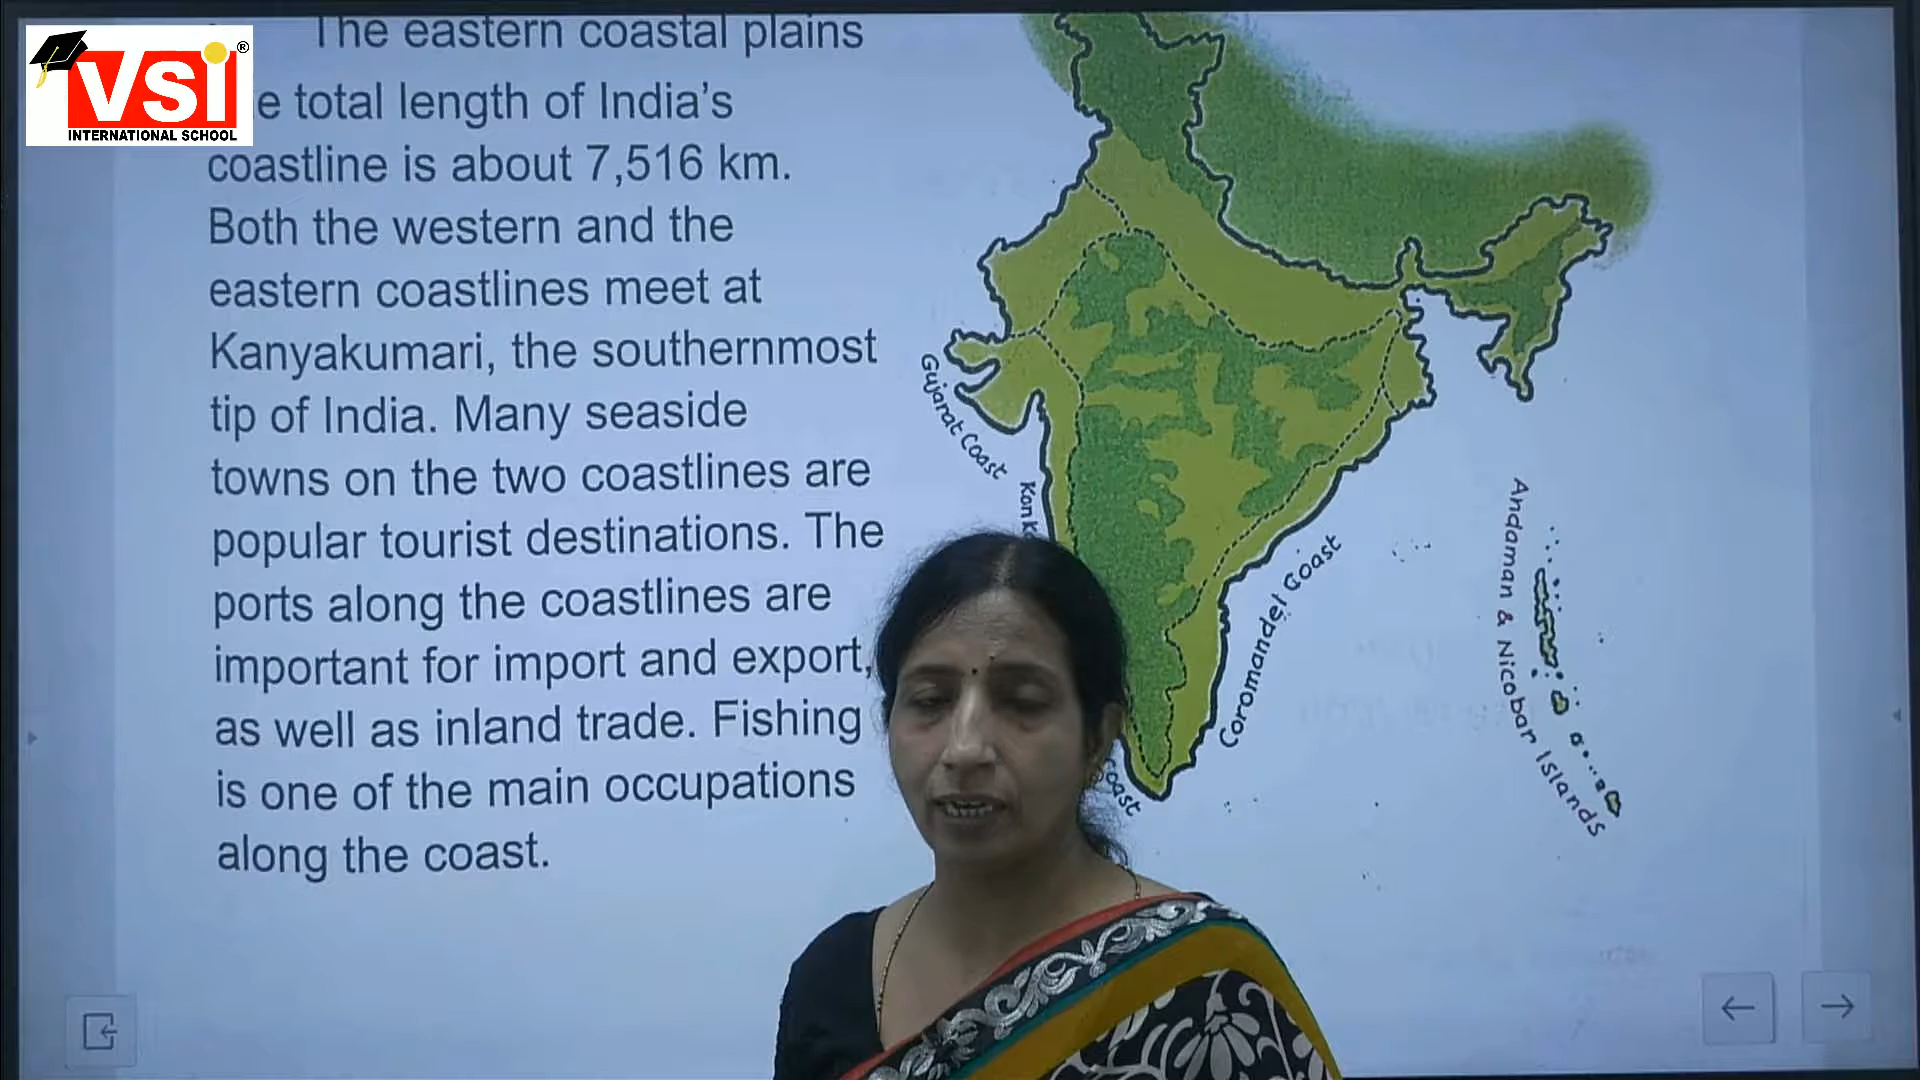 VSI ®
INTERNATIONAL SCHOOL
The eastern coastal plains
e total length of India's
coastline is about 7,516 km.
Both the western and the
eastern coastlines meet at
Kanyakumari, the southernmost
tip of India. Many seaside
towns on the two coastlines are
popular tourist destinations. The
ports along the coastlines are
important for import and export,
as well as inland trade. Fishing
is one of the main occupations
along the coast.
Gujarat Coast
Konk
Coast
Coromandel Coast
Andaman & Nicobar Islands